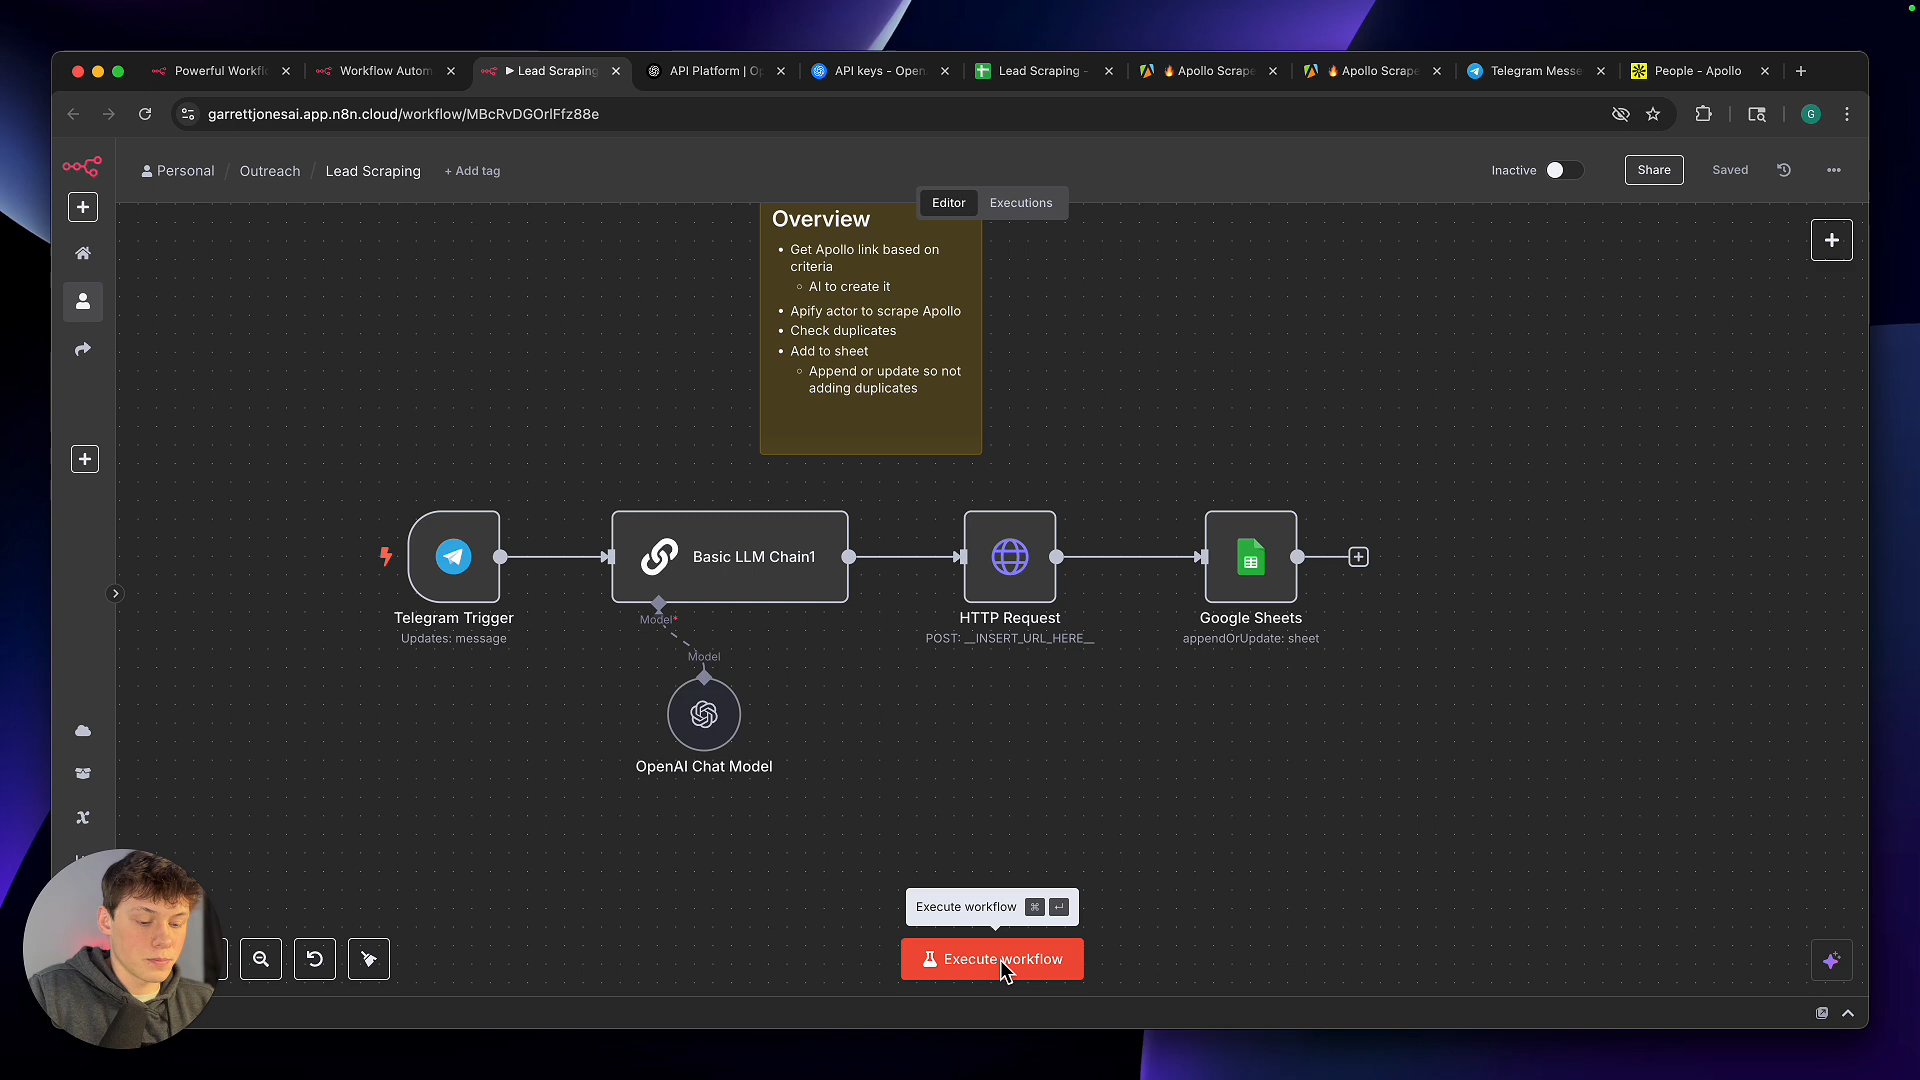 Powerful Workfl
Workflow Autom
Lead Scraping
API Platform | O
API keys - Open
Lead Scraping -
Apollo Scrape
Apollo Scrape
Telegram Messe
People - Apollo
garrettjonesai.app.n8n.cloud/workflow/MBcRvDGOrlFfz88e
G
Personal / Outreach / Lead Scraping + Add tag
Inactive
Share
Saved
Editor
Executions
Overview
• Get Apollo link based on
criteria
○ AI to create it
• Apify actor to scrape Apollo
• Check duplicates
• Add to sheet
○ Append or update so not
adding duplicates
Basic LLM Chain1
Telegram Trigger
Updates: message
Model*
Model
OpenAI Chat Model
HTTP Request
POST: __INSERT_URL_HERE__
Google Sheets
appendOrUpdate: sheet
Execute workflow
Execute workflow